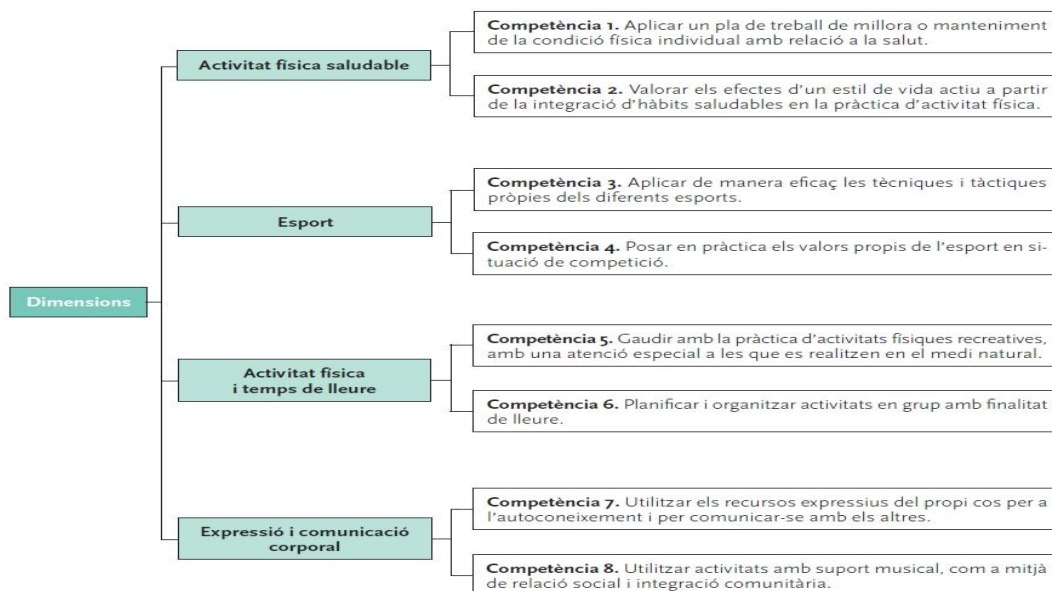 Dimensions
Activitat física saludable
Competència 1. Aplicar un pla de treball de millora o manteniment
de la condició física individual amb relació a la salut.
Competència 2. Valorar els efectes d'un estil de vida actiu a partir
de la integració d'hàbits saludables en la pràctica d'activitat física.
Esport
Competència 3. Aplicar de manera eficaç les tècniques i tàctiques
pròpies dels diferents esports.
Competència 4. Posar en pràctica els valors propis de l'esport en si-
tuació de competició.
Activitat física
i temps de lleure
Competència 5. Gaudir amb la pràctica d'activitats físiques recreatives,
amb una atenció especial a les que es realitzen en el medi natural.
Competència 6. Planificar i organitzar activitats en grup amb finalitat
de lleure.
Expressió i comunicació
corporal
Competència 7. Utilitzar els recursos expressius del propi cos per a
l'autoconeixement i per comunicar-se amb els altres.
Competència 8. Utilitzar activitats amb suport musical, com a mitjà
de relació social i integració comunitària.